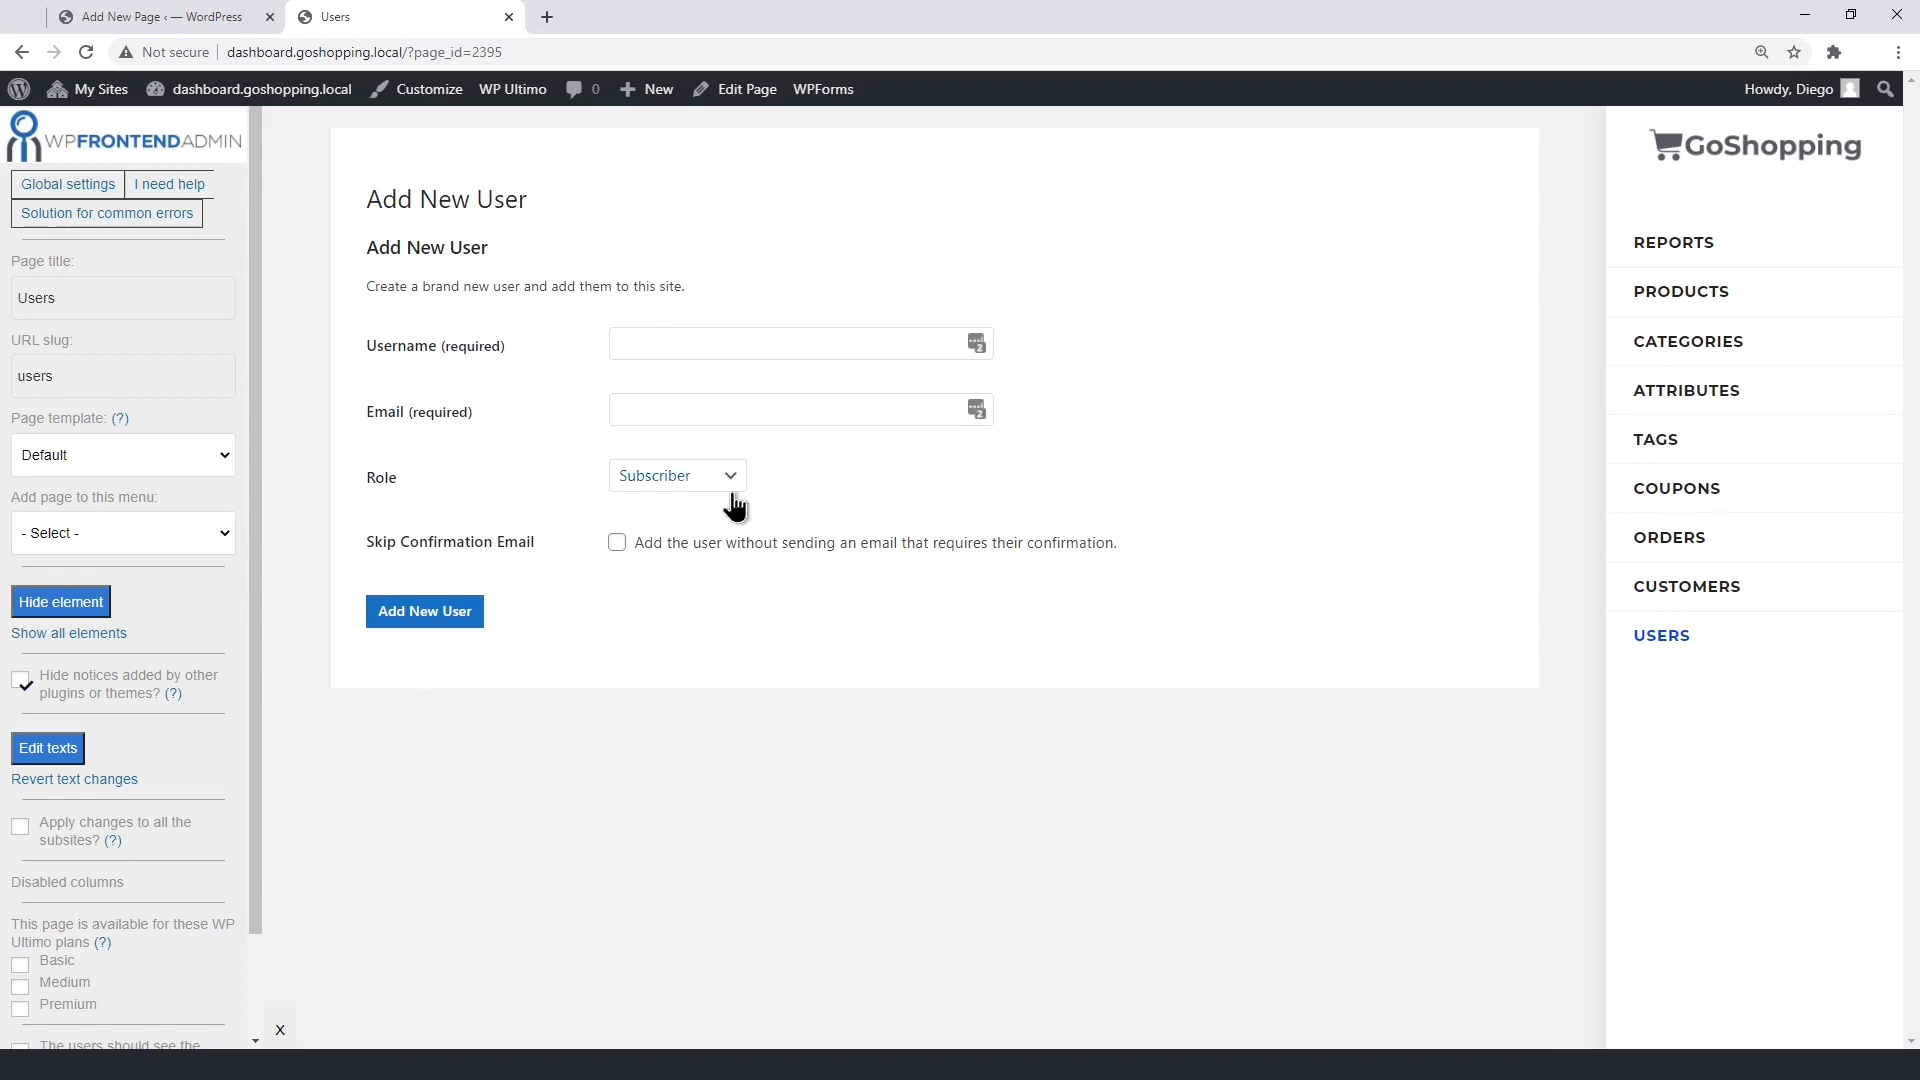 Add New Page ‹ — WordPress
Users
Not secure
dashboard.goshopping.local/?page_id=2395
My Sites
dashboard.goshopping.local
Customize
WP Ultimo
0
New
Edit Page
WPForms
Howdy, Diego
WPFRONTENDADMIN
Global settings
I need help
Solution for common errors
Page title:
Users
URL slug:
users
Page template: (?)
Default
Add page to this menu:
- Select -
Hide element
Show all elements
Hide notices added by other
plugins or themes? (?)
Edit texts
Revert text changes
Apply changes to all the
subsites? (?)
Disabled columns
This page is available for these WP
Ultimo plans (?)
Basic
Medium
Premium
The users should see the
X
Add New User
Add New User
Create a brand new user and add them to this site.
Username (required)
2
Email (required)
2
Role
Subscriber
Skip Confirmation Email
Add the user without sending an email that requires their confirmation.
Add New User
GoShopping
REPORTS
PRODUCTS
CATEGORIES
ATTRIBUTES
TAGS
COUPONS
ORDERS
CUSTOMERS
USERS